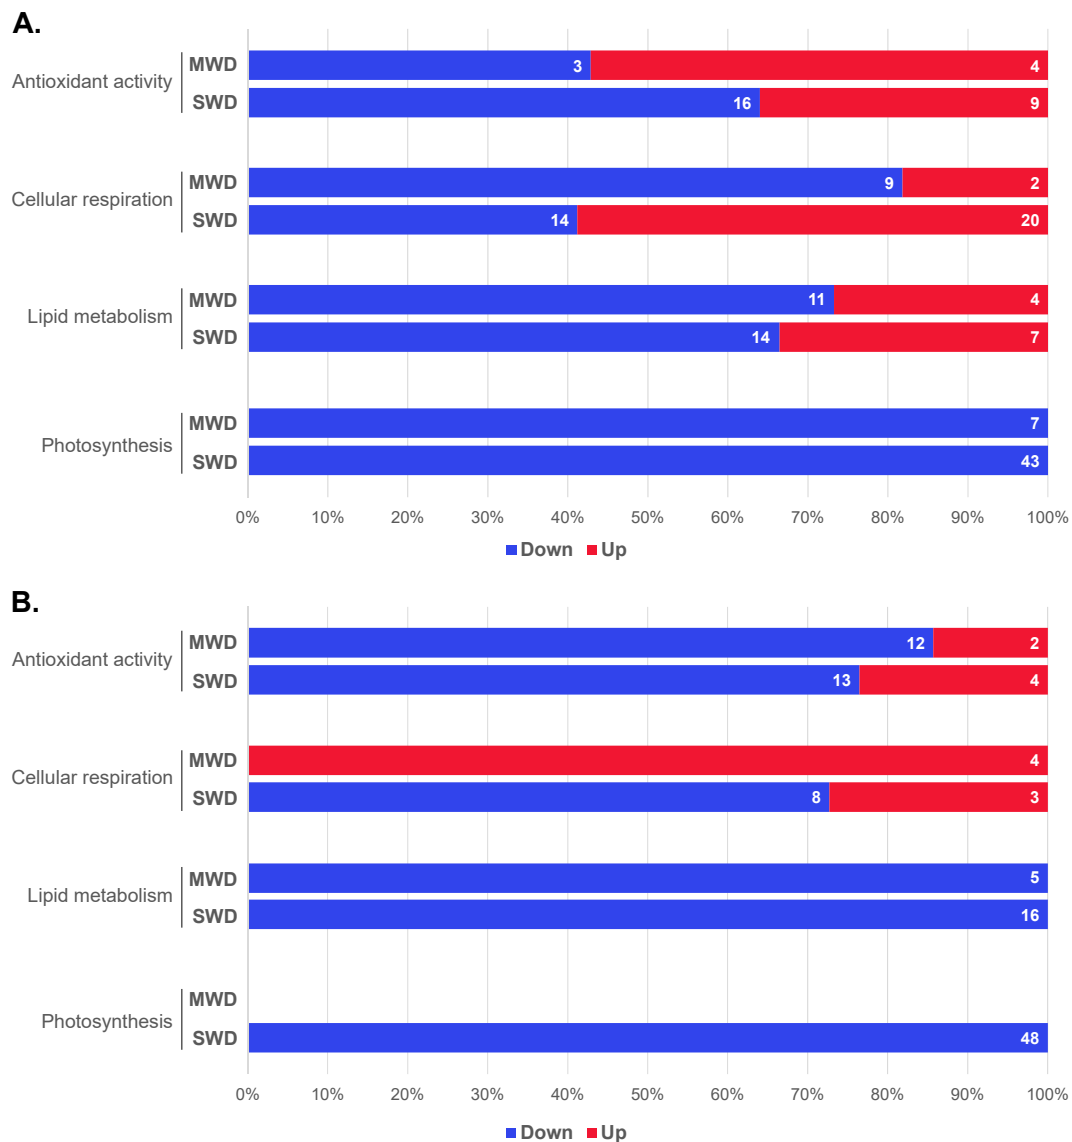 A.
Antioxidant activity
MWD 3 4
SWD 16 9
Cellular respiration
MWD 9 2
SWD 14 20
Lipid metabolism
MWD 11 4
SWD 14 7
Photosynthesis
MWD 7
SWD 43
0% 10% 20% 30% 40% 50% 60% 70% 80% 90% 100%
Down Up
B.
Antioxidant activity
MWD 12 2
SWD 13 4
Cellular respiration
MWD 4
SWD 8 3
Lipid metabolism
MWD 5
SWD 16
Photosynthesis
MWD
SWD 48
0% 10% 20% 30% 40% 50% 60% 70% 80% 90% 100%
Down Up